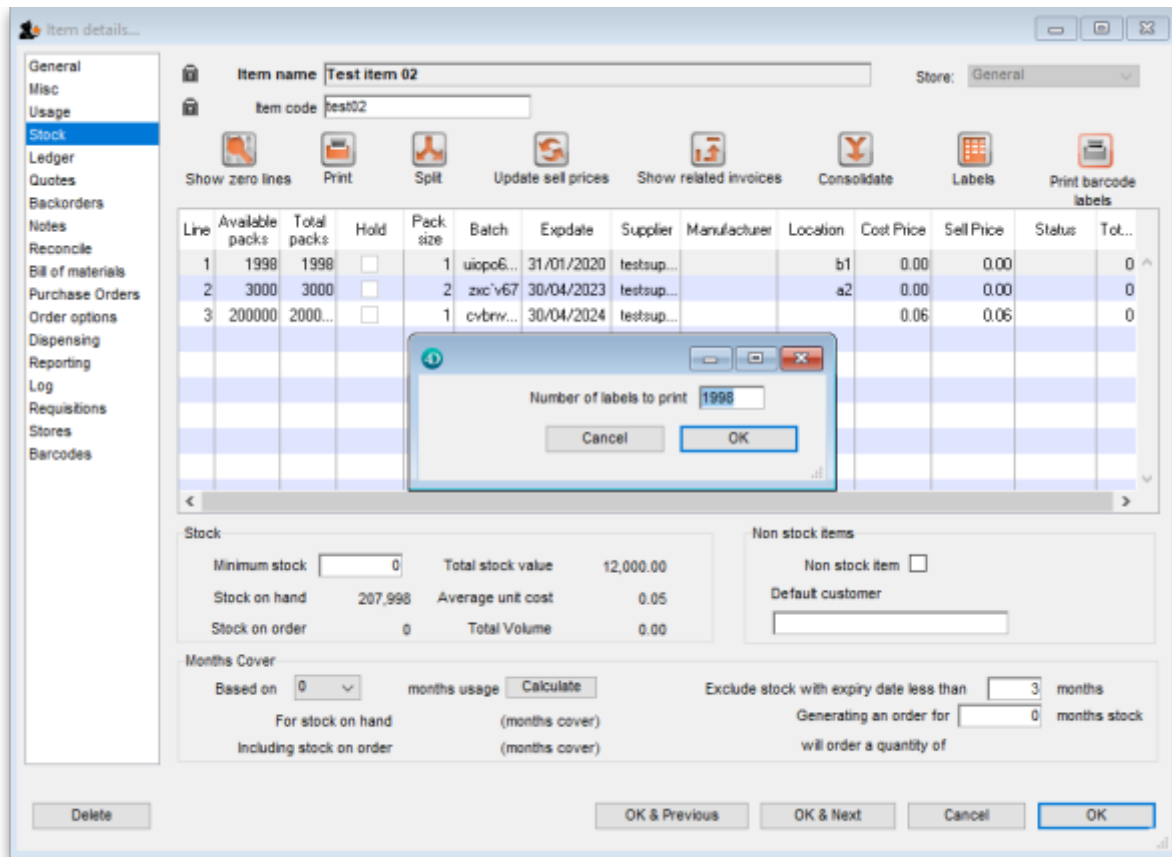 Item details...
General
Misc
Usage
Stock
Ledger
Quotes
Backorders
Notes
Reconcile
Bill of materials
Purchase Orders
Order options
Dispensing
Reporting
Log
Requisitions
Stores
Barcodes
Item name Test item 02 Store: General
Item code test02
Show zero lines Print Split Update sell prices Show related invoices Consolidate Labels Print barcode labels
Line Available packs Total packs Hold Pack size Batch Expdate Supplier Manufacturer Location Cost Price Sell Price Status Tot...
1 1998 1998 1 uiopo6... 31/01/2020 testsup... b1 0.00 0.00 0
2 3000 3000 2 zxc`v67 30/04/2023 testsup... a2 0.00 0.00 0
3 200000 2000... 1 cvbnv... 30/04/2024 testsup... 0.06 0.06 0
Number of labels to print 1998
Cancel OK
Stock Non stock items
Minimum stock 0 Total stock value 12,000.00 Non stock item
Stock on hand 207,998 Average unit cost 0.05 Default customer
Stock on order 0 Total Volume 0.00
Months Cover
Based on 0 months usage Calculate Exclude stock with expiry date less than 3 months
For stock on hand (months cover) Generating an order for 0 months stock
Including stock on order (months cover) will order a quantity of
Delete OK & Previous OK & Next Cancel OK